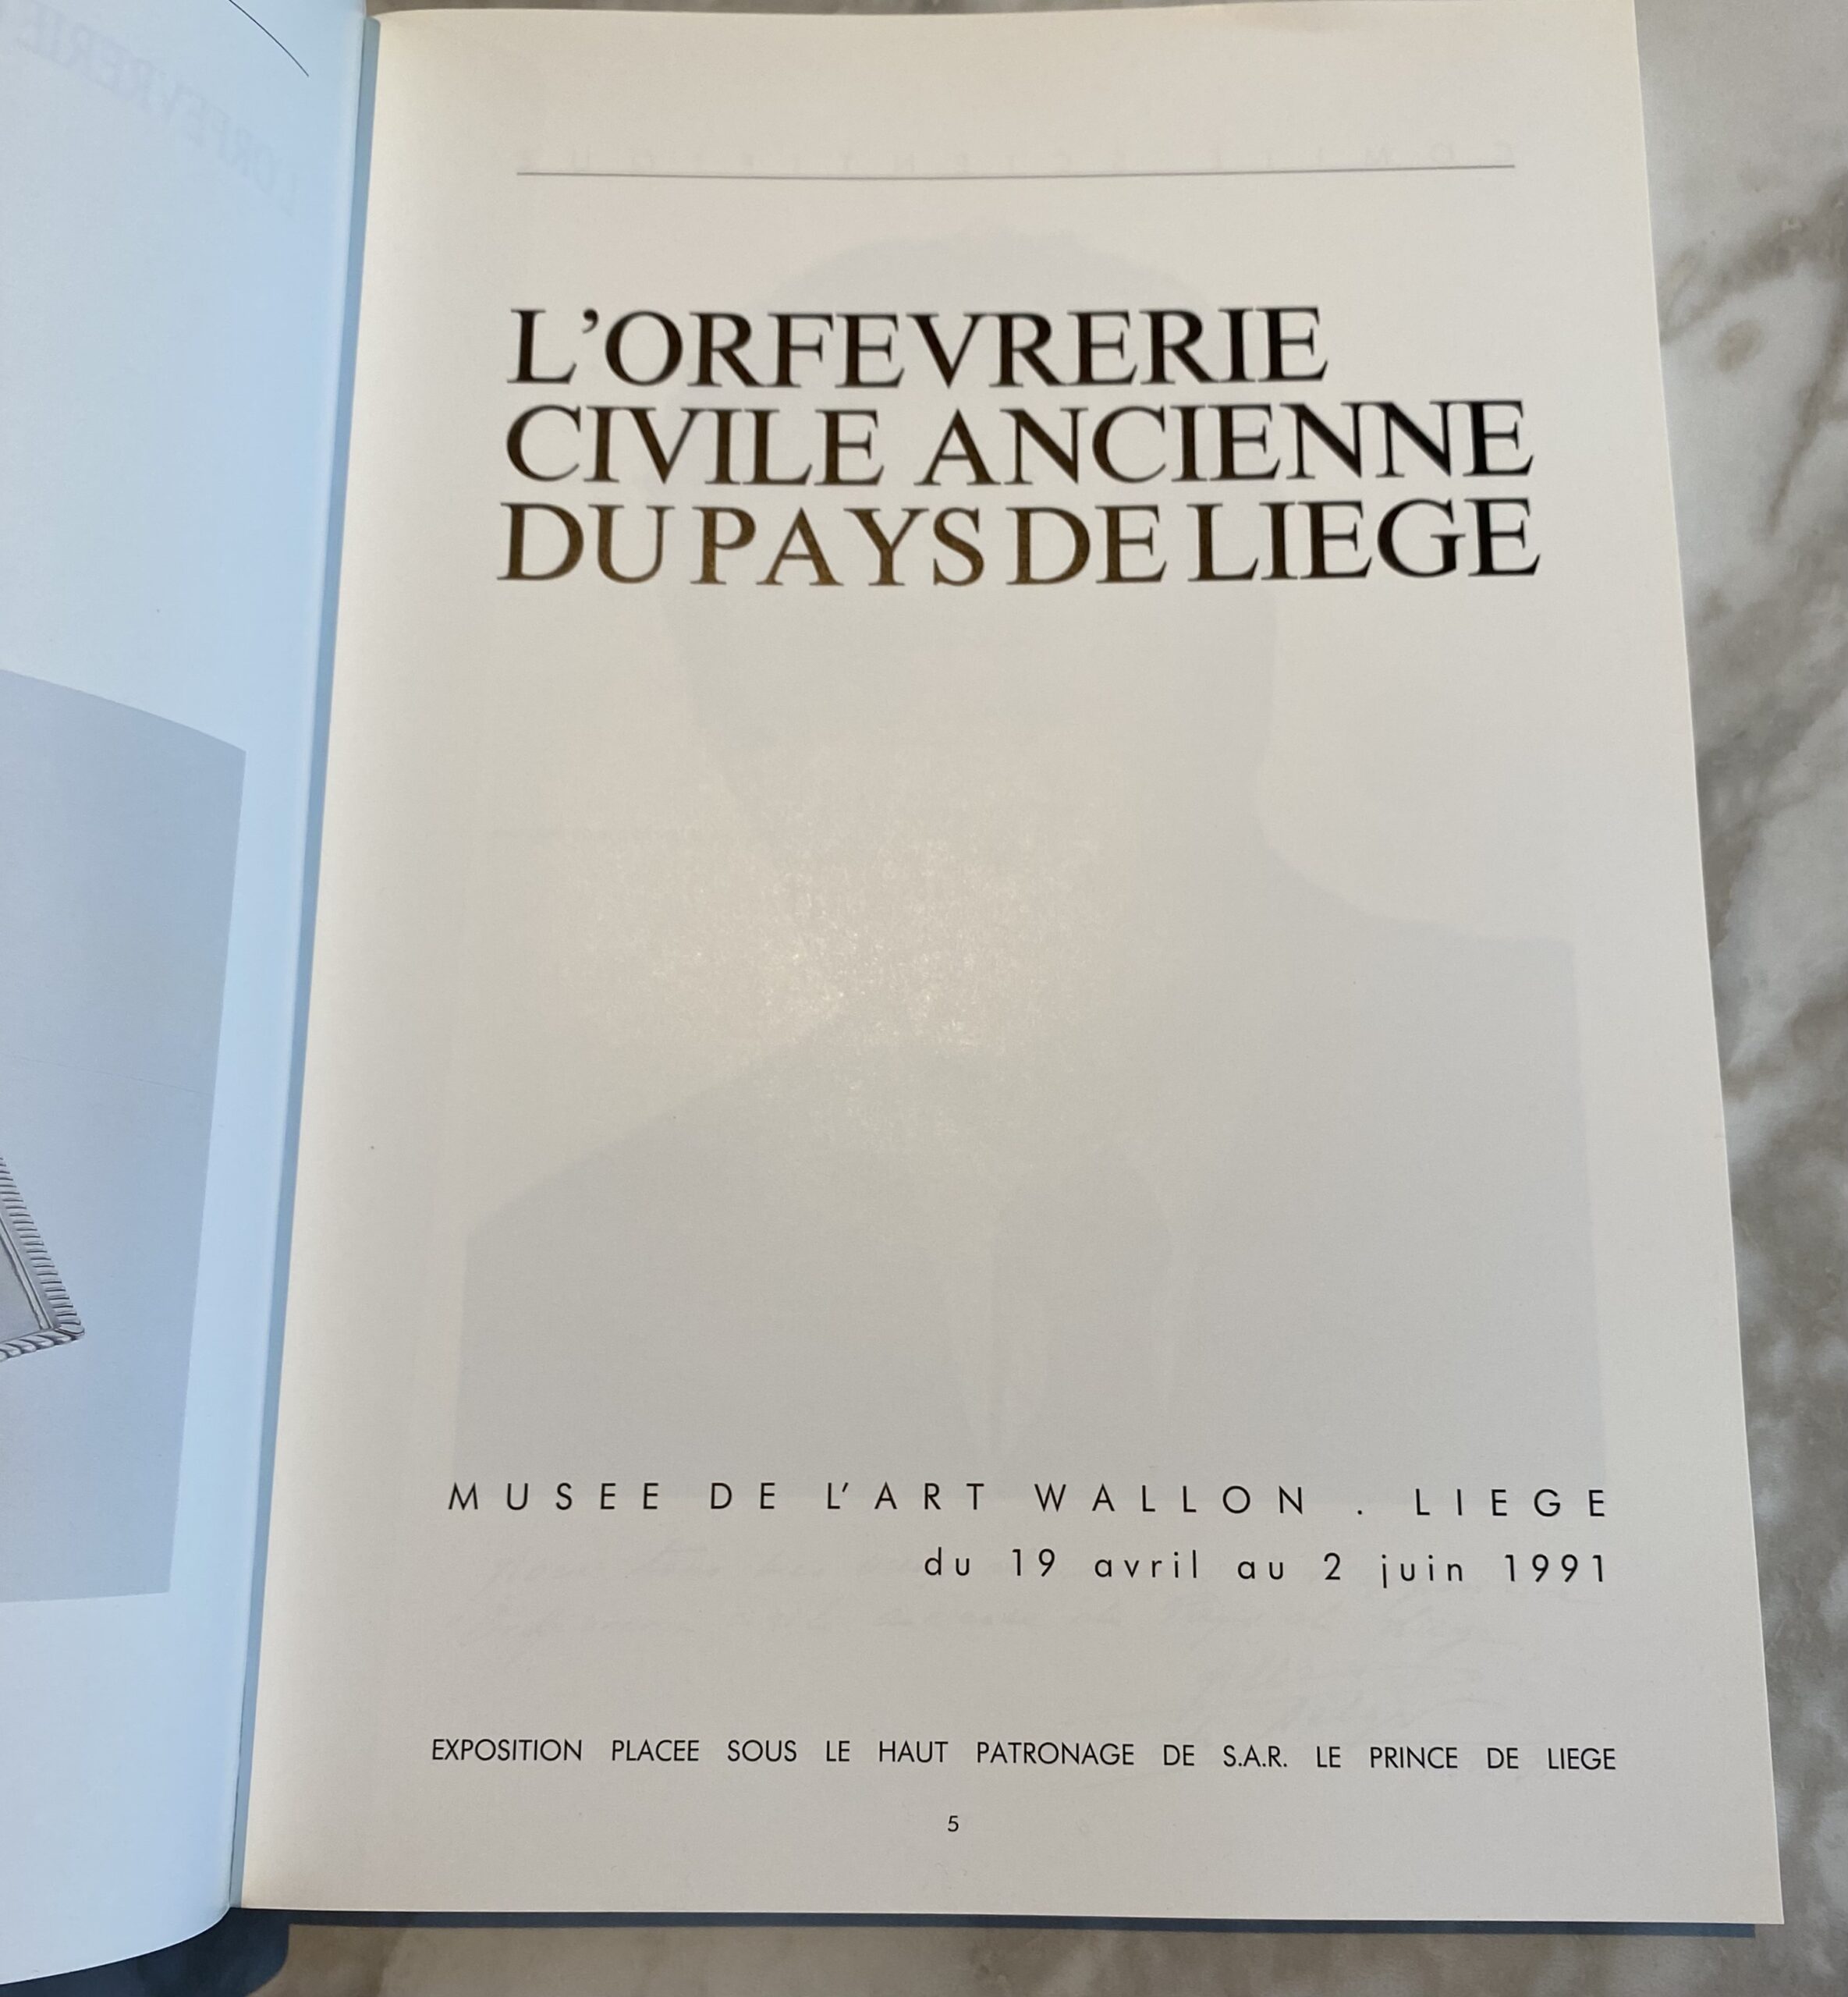 L'ORFEVRERIE
CIVILE ANCIENNE
DU PAYS DE LIEGE
MUSEE DE L'ART WALLON . LIEGE
du 19 avril au 2 juin 1991
EXPOSITION PLACEE SOUS LE HAUT PATRONAGE DE S.A.R. LE PRINCE DE LIEGE
5